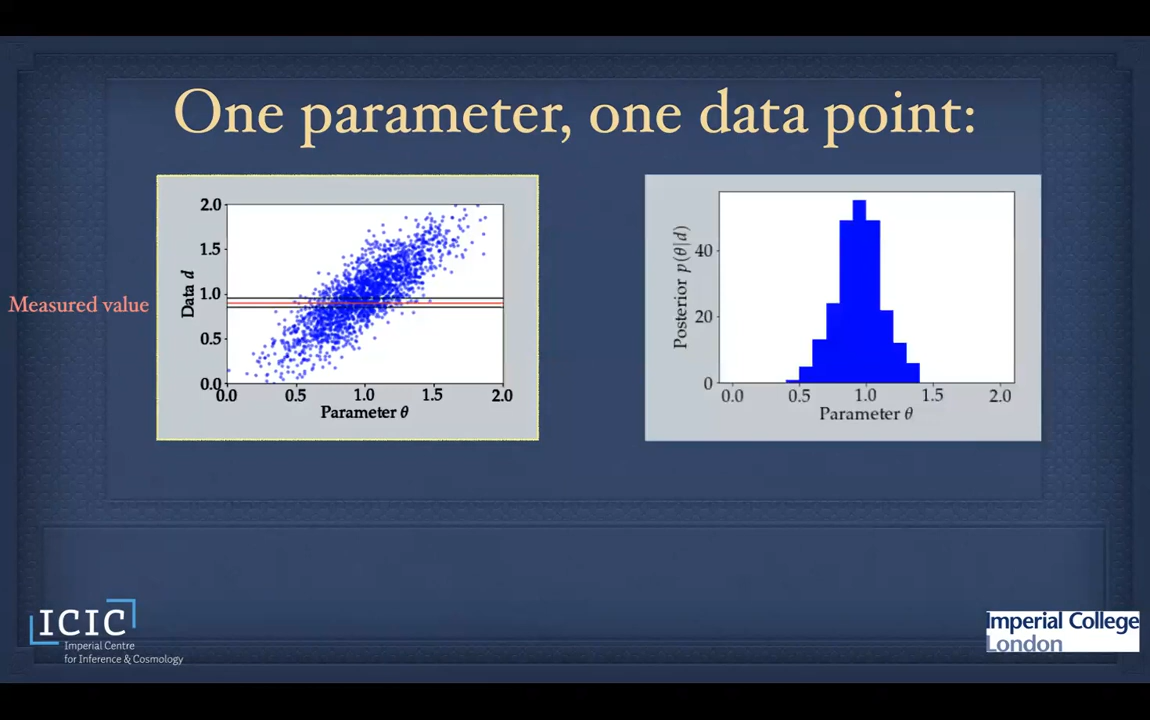 One parameter, one data point:
Measured value
Data d
2.0
1.5
1.0
0.5
0.0
0.0 0.5 1.0 1.5 2.0
Parameter θ
Posterior p(θ|d)
40
20
0
0.0 0.5 1.0 1.5 2.0
Parameter θ
ICIC
Imperial Centre
for Inference & Cosmology
Imperial College
London